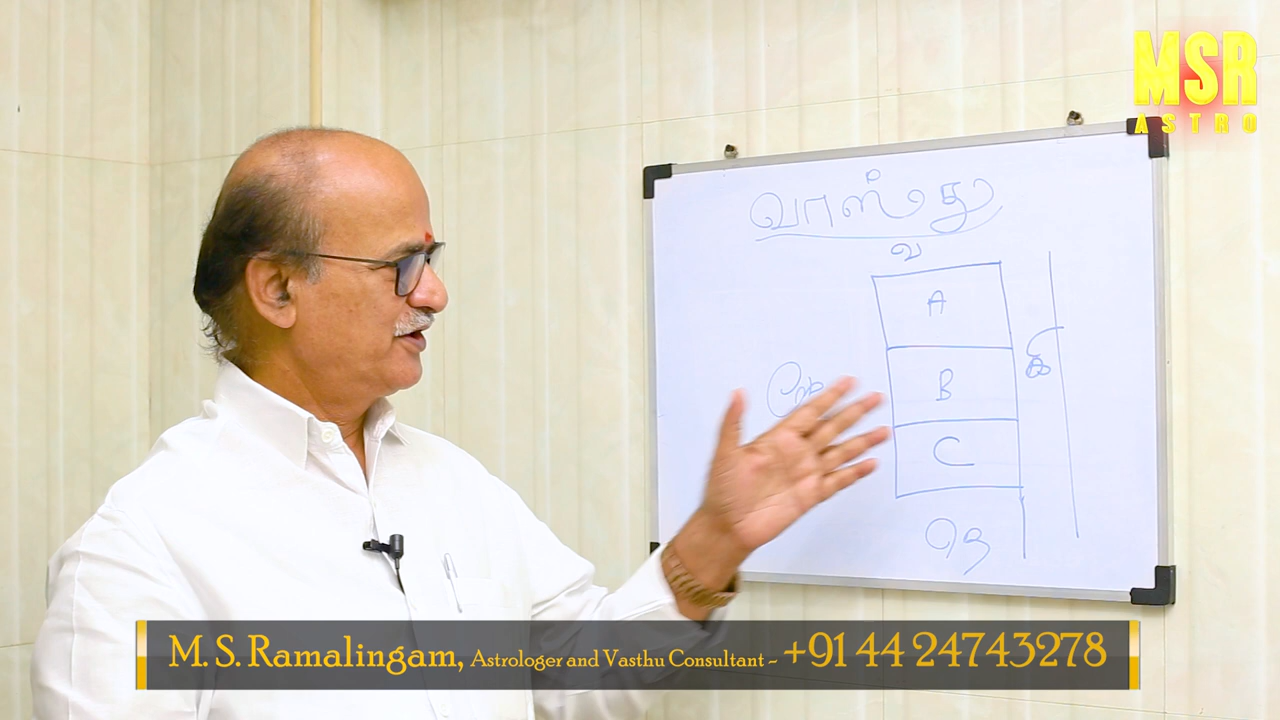 MSR
ASTRO
வாஸ்து
வ
A
கி
B
மே
C
தெ
M. S. Ramalingam, Astrologer and Vasthu Consultant - +91 44 24743278